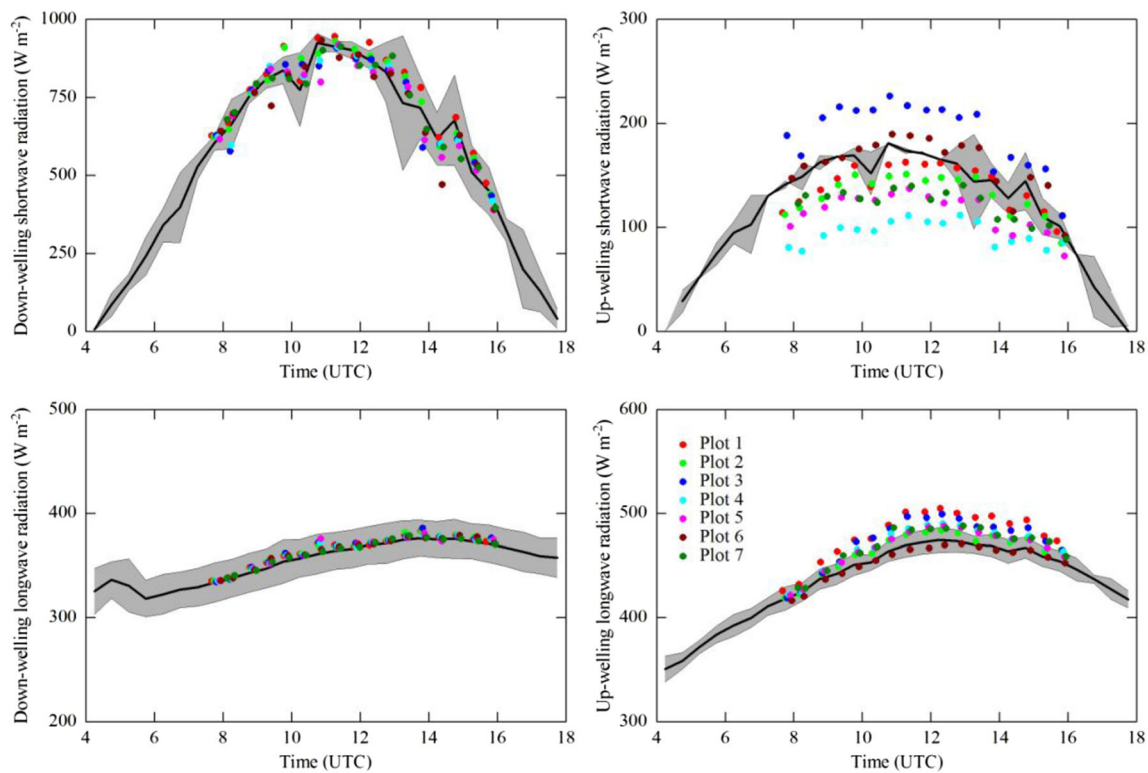 Down-welling shortwave radiation (W m-2)
1000
750
500
250
0
4 6 8 10 12 14 16 18
Time (UTC)
Up-welling shortwave radiation (W m-2)
300
200
100
0
4 6 8 10 12 14 16 18
Time (UTC)
Down-welling longwave radiation (W m-2)
500
400
300
200
4 6 8 10 12 14 16 18
Time (UTC)
Up-welling longwave radiation (W m-2)
600
500
400
300
Plot 1
Plot 2
Plot 3
Plot 4
Plot 5
Plot 6
Plot 7
4 6 8 10 12 14 16 18
Time (UTC)